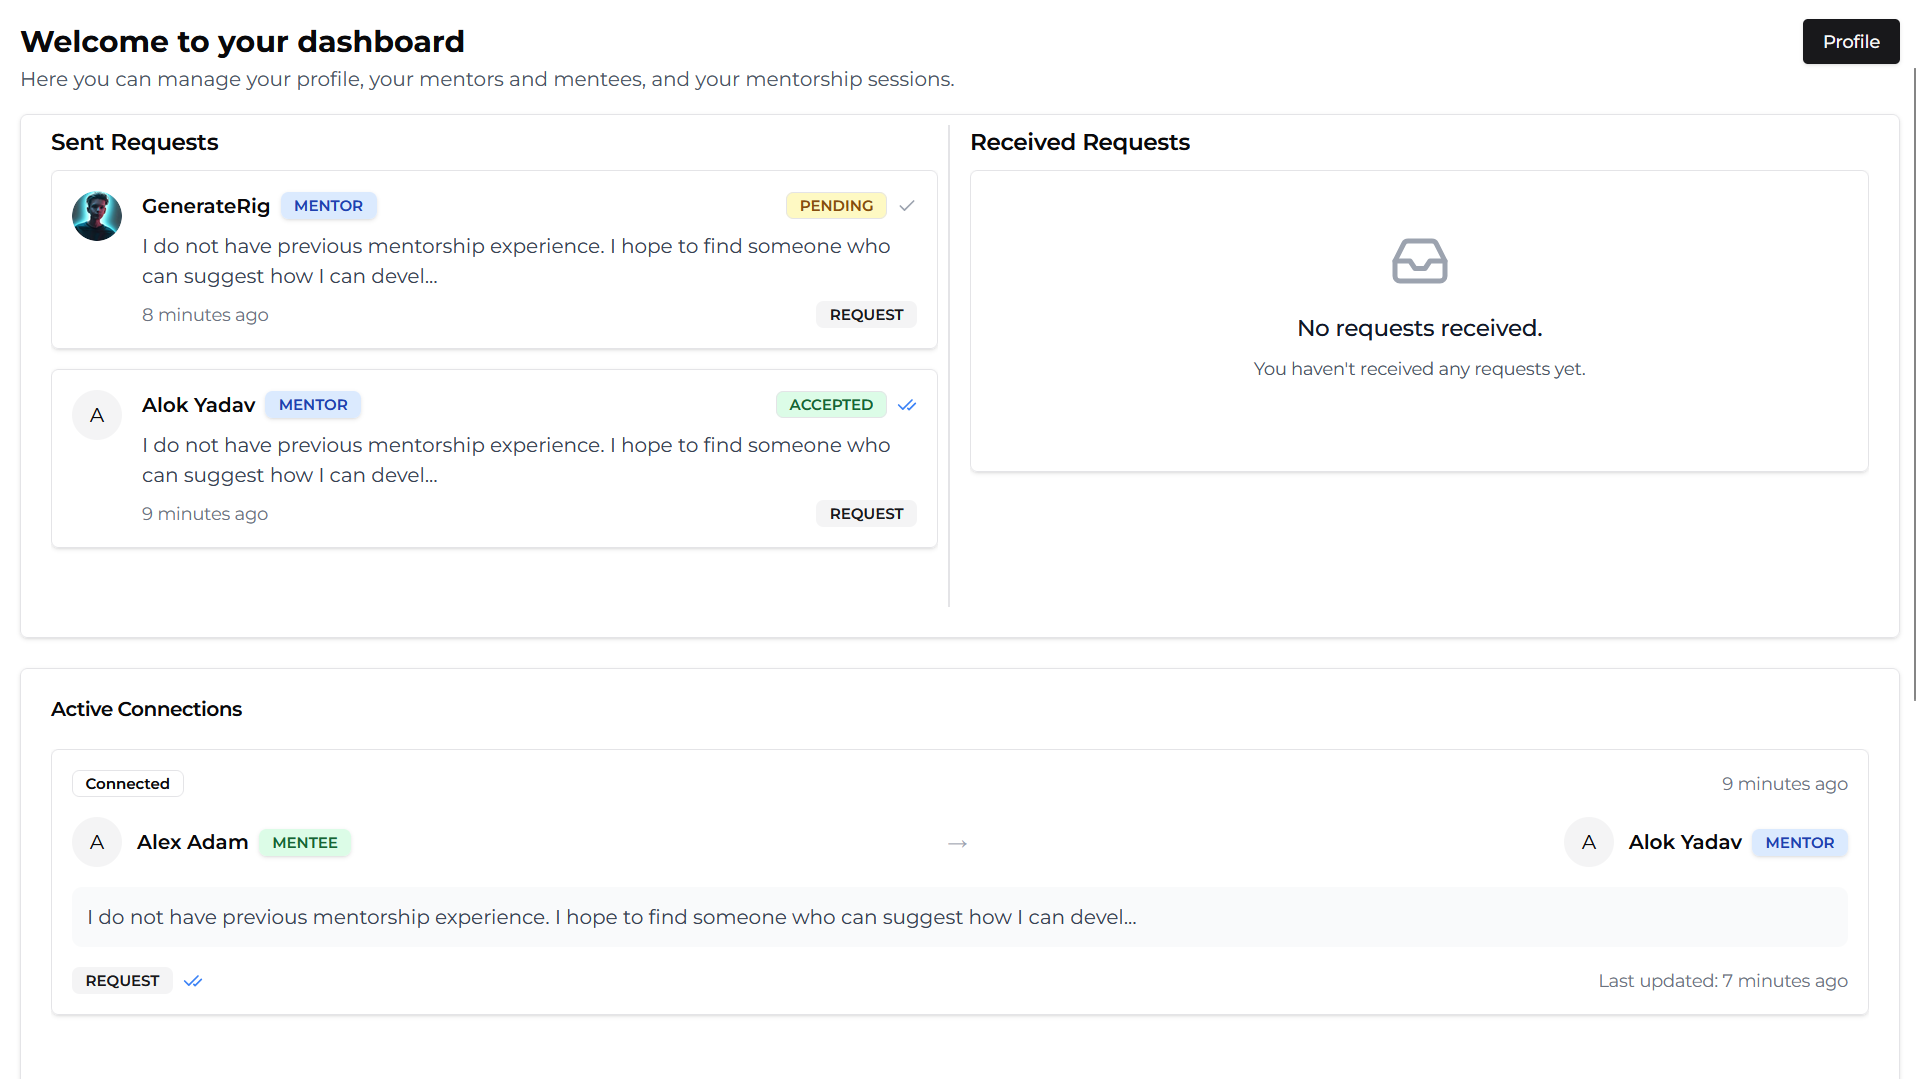 Welcome to your dashboard
Profile
Here you can manage your profile, your mentors and mentees, and your mentorship sessions.
Sent Requests
GenerateRig MENTOR PENDING
I do not have previous mentorship experience. I hope to find someone who
can suggest how I can devel...
8 minutes ago REQUEST
A Alok Yadav MENTOR ACCEPTED
I do not have previous mentorship experience. I hope to find someone who
can suggest how I can devel...
9 minutes ago REQUEST
Received Requests
No requests received.
You haven't received any requests yet.
Active Connections
Connected 9 minutes ago
A Alex Adam MENTEE → A Alok Yadav MENTOR
I do not have previous mentorship experience. I hope to find someone who can suggest how I can devel...
REQUEST Last updated: 7 minutes ago